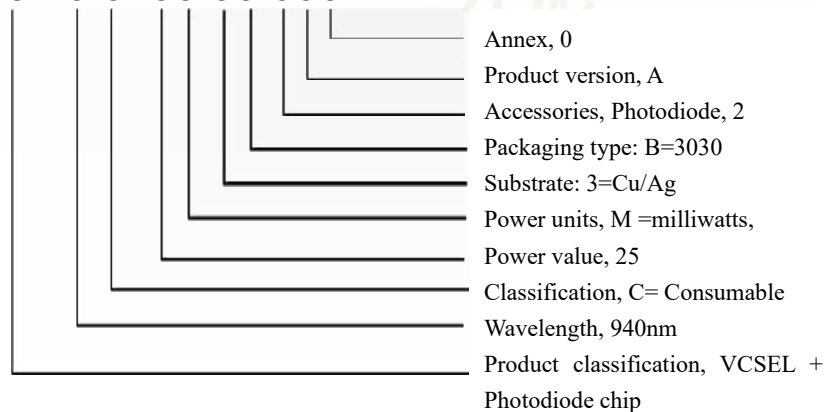 Annex, 0
Product version, A
Accessories, Photodiode, 2
Packaging type: B=3030
Substrate: 3=Cu/Ag
Power units, M =milliwatts,
Power value, 25
Classification, C= Consumable
Wavelength, 940nm
Product classification, VCSEL +
Photodiode chip